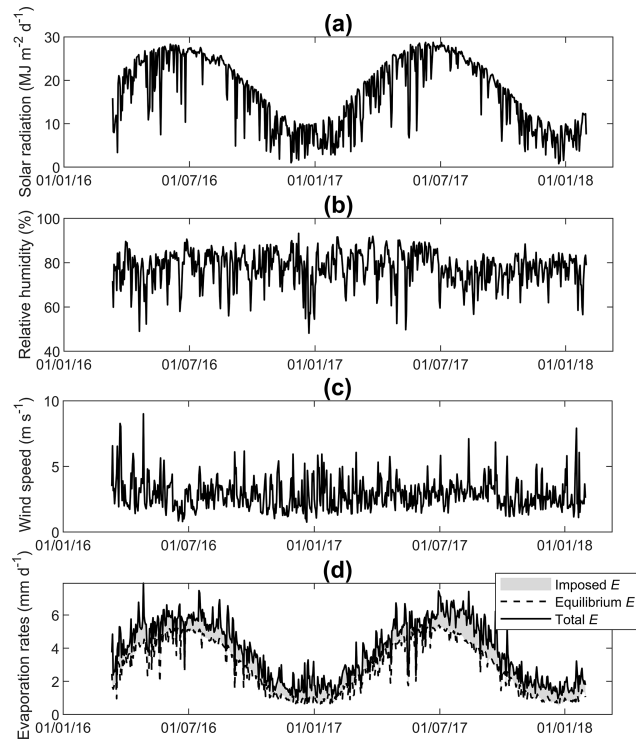 (a)
Solar radiation (MJ m-2 d-1)
30
20
10
0
01/01/16 01/07/16 01/01/17 01/07/17 01/01/18
(b)
Relative humidity (%)
100
80
60
40
01/01/16 01/07/16 01/01/17 01/07/17 01/01/18
(c)
Wind speed (m s-1)
10
5
0
01/01/16 01/07/16 01/01/17 01/07/17 01/01/18
(d)
Evaporation rates (mm d-1)
6
4
2
0
01/01/16 01/07/16 01/01/17 01/07/17 01/01/18
Imposed E
Equilibrium E
Total E